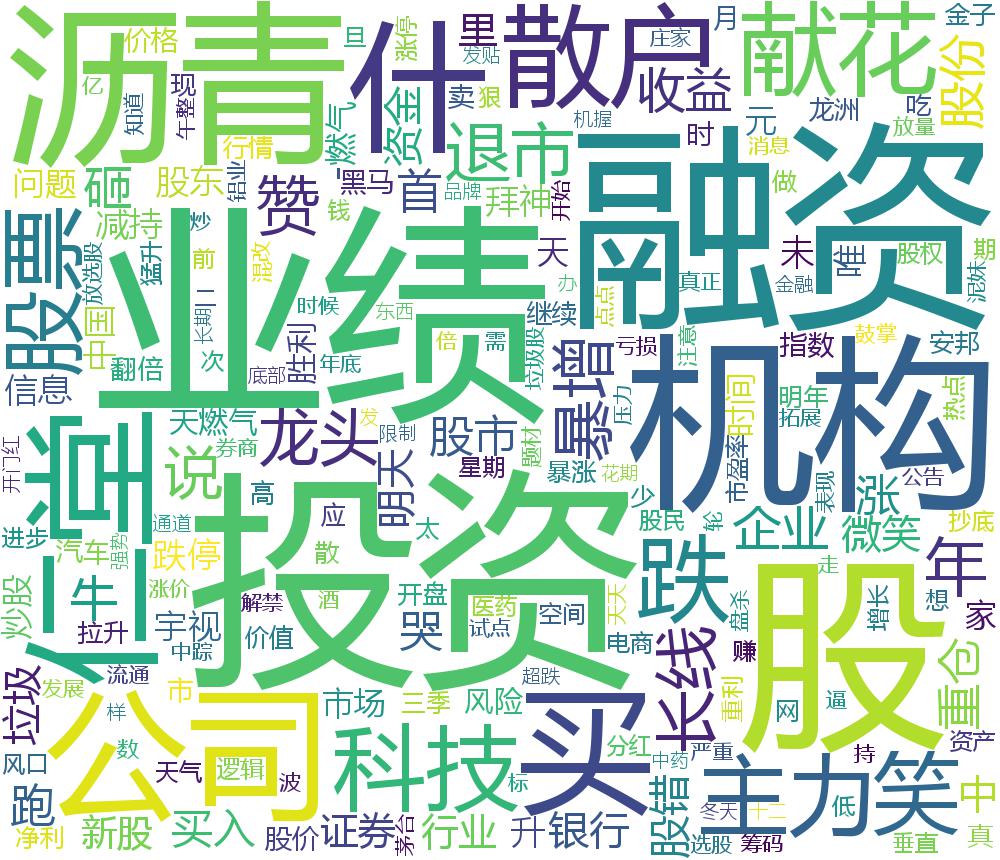 沥青
价格
旦
涨停
什
里
散户
庄家
月
献花
金子
亿
知道
午整
现
燃气
资金
卖
狠
发贴
收益
元
龙洲
吃
股份
行情
退市
机握
时
消息
做
放量
问题
砸
股东
铝业
赞
黑马
首
品牌
拜神
开始
融资
减持
炒
钱
天
未
唯
股权
期
股票
放选股
猛升
前
混改
业绩
办
真正
金融
泥妹
中国
长期
时候
东西
继续
点点
信息
翻倍
次
底部
胜利
年底
倍
需
垃圾股
暴增
亏损
注意
机构
指数
鼓掌
安邦
天燃气
龙头
发
压力
时间
明年
拓展
热点
开门红
仁堂
说
券商
股市
限制
题材
明天
星期
暴涨
花期
市盈率
表现
公告
进步
通道
强势
高
应
太
投资
少
股民
轮
企业
涨
微笑
抄底
汽车
跌停
散
跌
股
年
走
炒股
牛
涨价
解禁
酒
开盘
医药
空间
天天
盘杀
增长
想
家
拉升
宇视
中踪
价值
哭
试点
电商
赚
垃圾
发展
流通
超跌
长线
重利
网
逼
重仓
公司
市
样
市场
三季
风险
买
分红
严重
资产
风口
数
天气
逻辑
波
科技
标
中药
持
跑
主力
笑
净利
新股
买入
股价
证券
茅台
行业
升
银行
股错
冬天
十二
选股
筹码
低
垂直
中
真